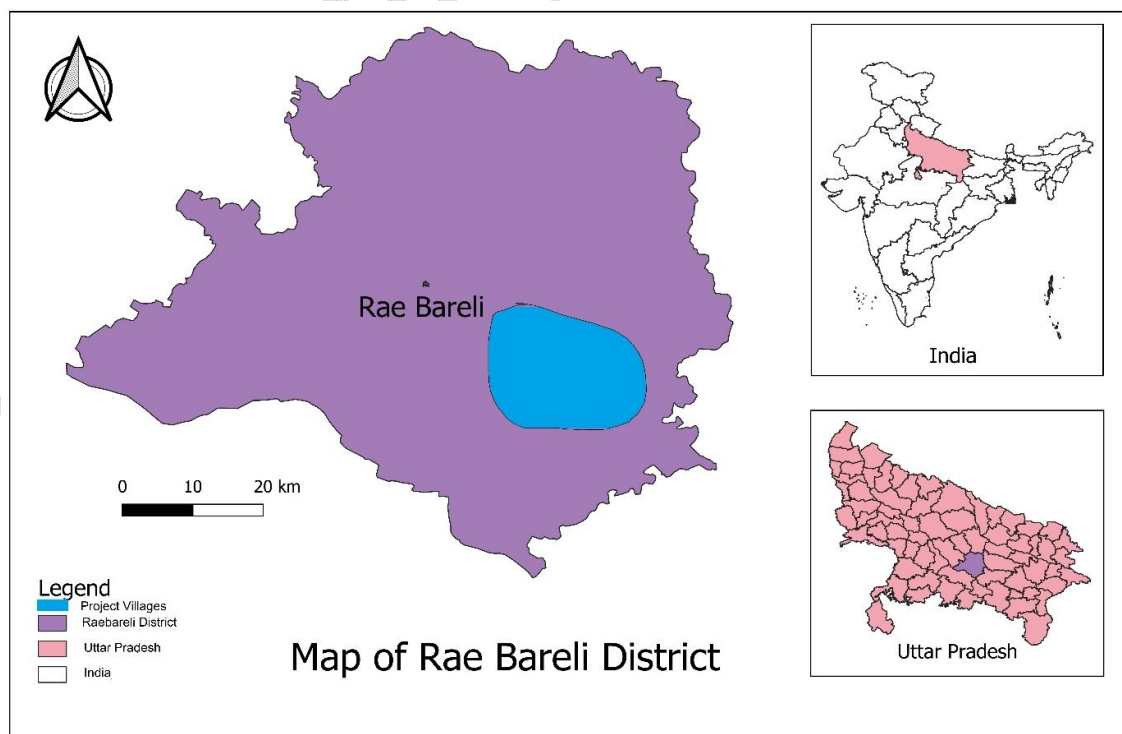 Rae Bareli
0 10 20 km
Legend
Project Villages
Raebareli District
Uttar Pradesh
India
Map of Rae Bareli District
India
Uttar Pradesh